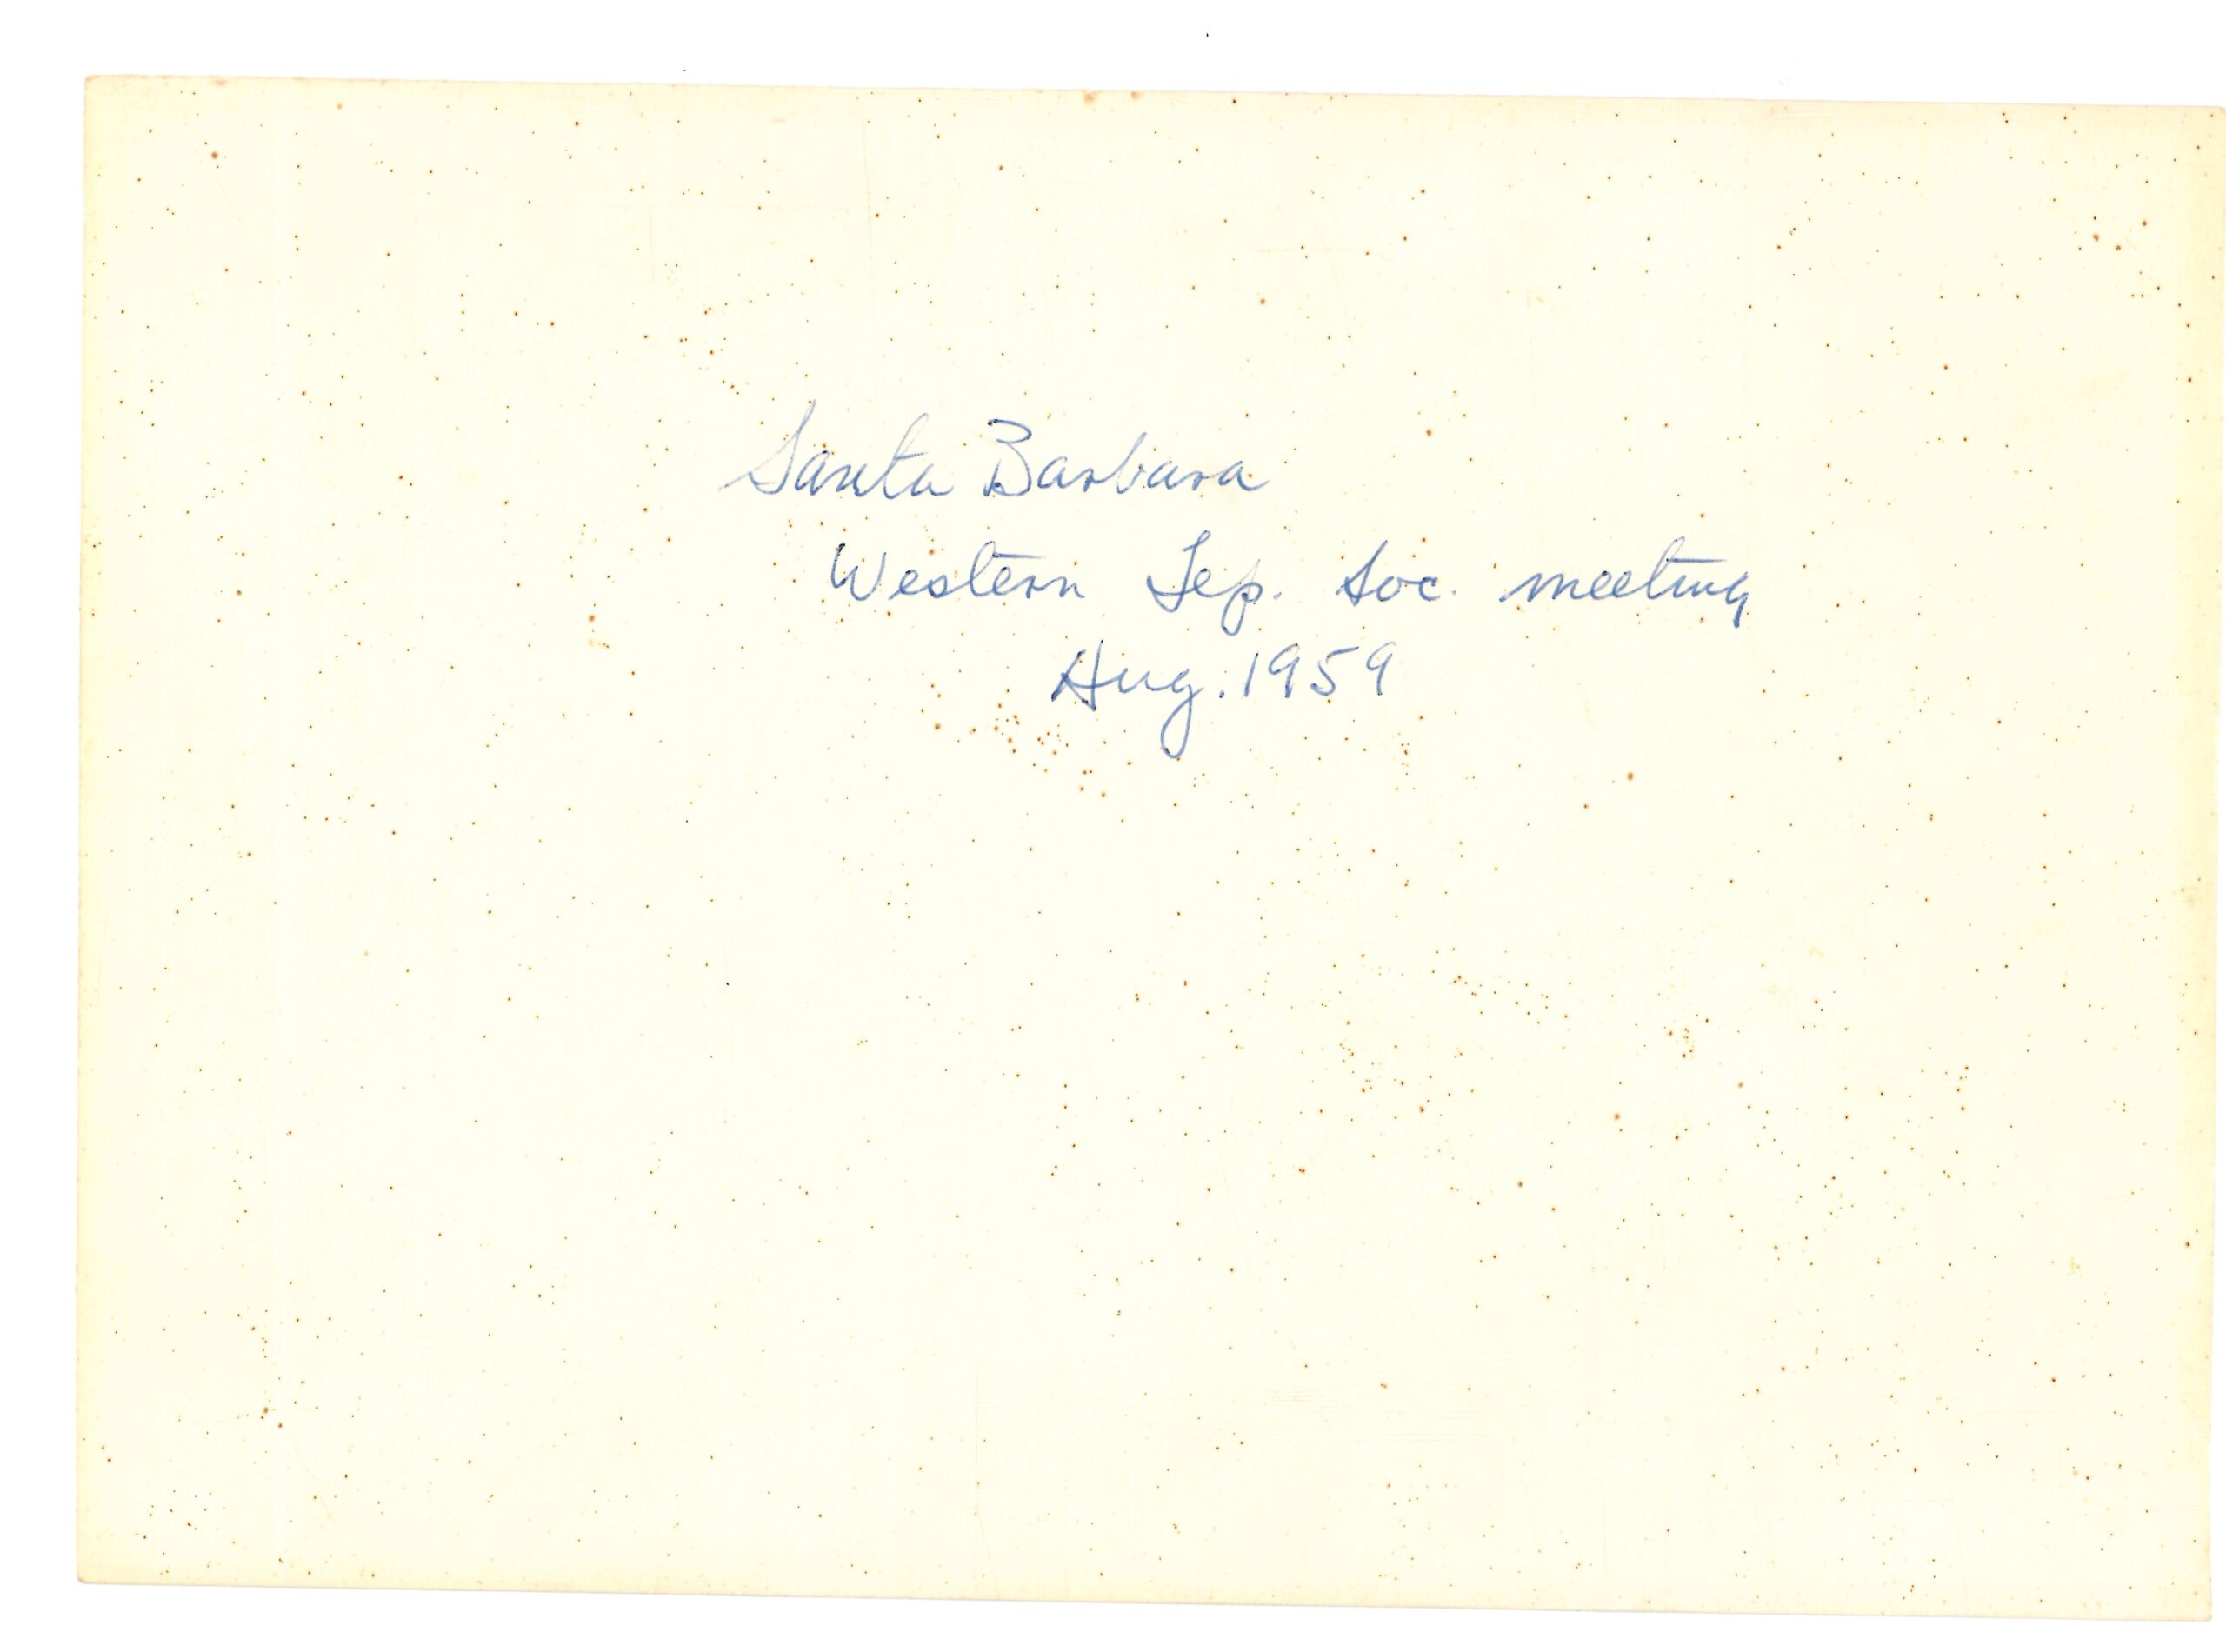 Santa Barbara
Western Lep. Soc. meeting
Aug. 1959